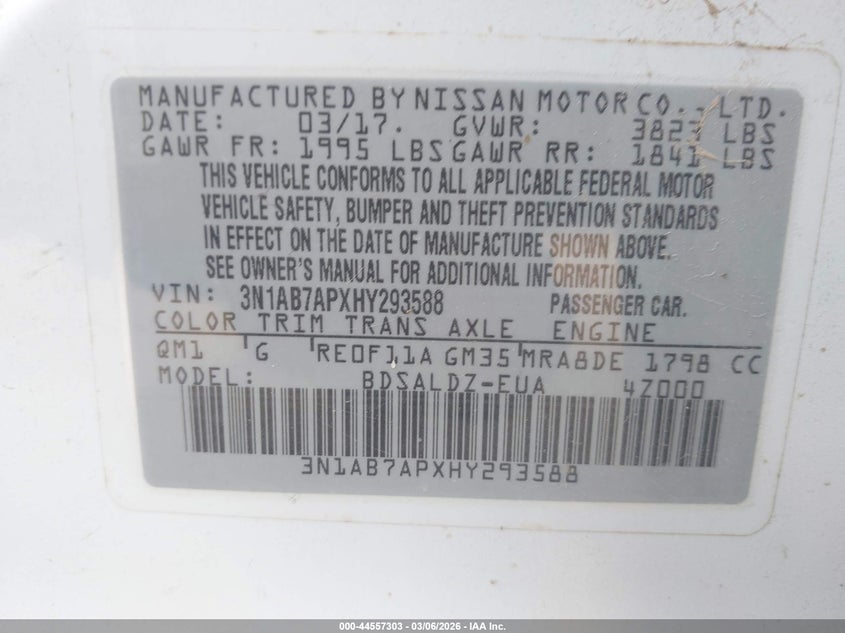 MANUFACTURED BY NISSAN MOTOR CO., LTD.
DATE: 03/17. GVWR: 3823 LBS
GAWR FR: 1995 LBS GAWR RR: 1841 LBS
THIS VEHICLE CONFORMS TO ALL APPLICABLE FEDERAL MOTOR
VEHICLE SAFETY, BUMPER AND THEFT PREVENTION STANDARDS
IN EFFECT ON THE DATE OF MANUFACTURE SHOWN ABOVE.
SEE OWNER'S MANUAL FOR ADDITIONAL INFORMATION.
VIN: 3N1AB7APXHY293588 PASSENGER CAR.
COLOR TRIM TRANS AXLE ENGINE
QM1 G RE0F11A GM35 MRA8DE 1798 CC
MODEL: BDSALDZ-EUA 4Z000
3N1AB7APXHY293588
000-44557303 | 03/06/2026 - IAA Inc.